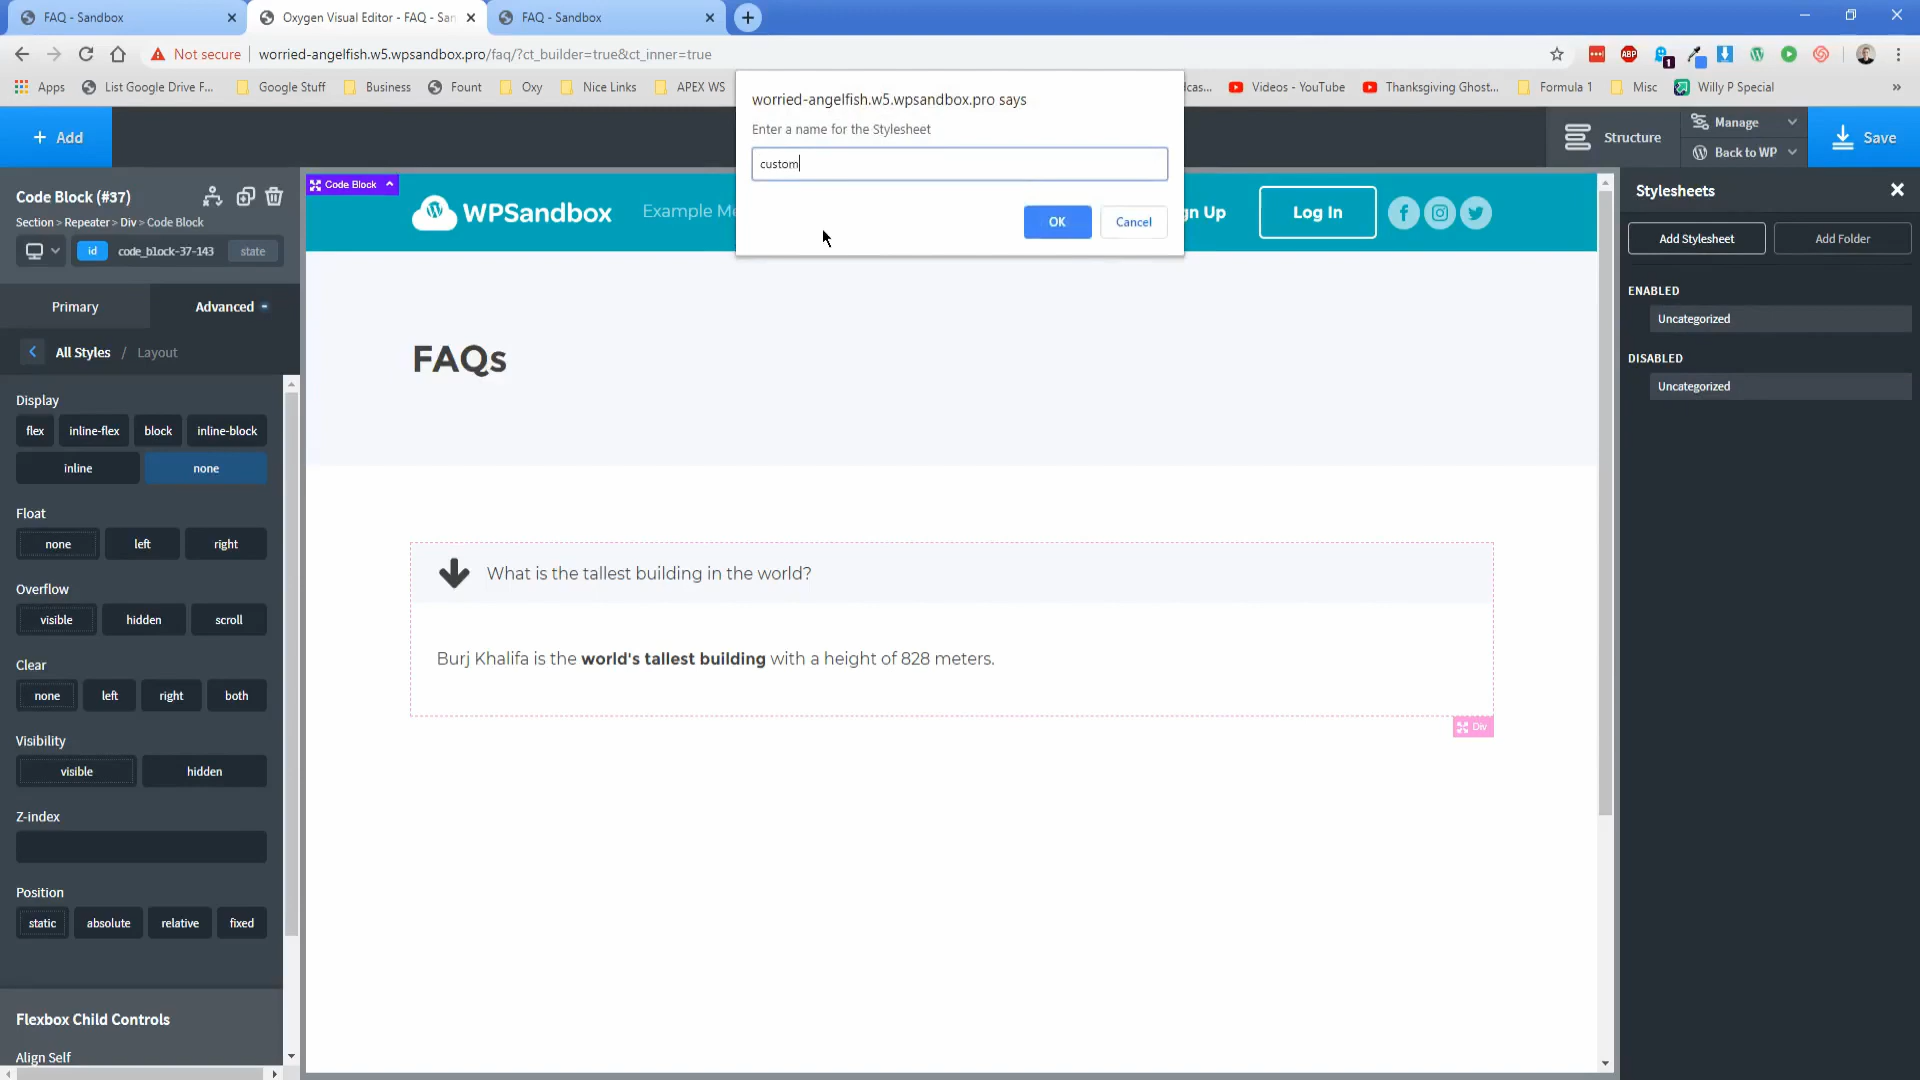 FAQ - Sandbox
Oxygen Visual Editor - FAQ - San
FAQ - Sandbox
Not secure
worried-angelfish.w5.wpsandbox.pro/faq/?ct_builder=true&ct_inner=true
ABP
1
Apps
List Google Drive F...
Google Stuff
Business
Fount
Oxy
Nice Links
APEX WS
dcas...
Videos - YouTube
Thanksgiving Ghost...
Formula 1
Misc
Willy P Special
»
worried-angelfish.w5.wpsandbox.pro says
Enter a name for the Stylesheet
custom
OK
Cancel
+ Add
Structure
Manage
Back to WP
Save
Code Block (#37)
Section > Repeater > Div > Code Block
id
code_block-37-143
state
Primary
Advanced
All Styles / Layout
Display
flex
inline-flex
block
inline-block
inline
none
Float
none
left
right
Overflow
visible
hidden
scroll
Clear
none
left
right
both
Visibility
visible
hidden
Z-index
Position
static
absolute
relative
fixed
Flexbox Child Controls
Align Self
Code Block
WPSandbox
Example Me
gn Up
Log In
FAQs
What is the tallest building in the world?
Burj Khalifa is the world's tallest building with a height of 828 meters.
Div
Stylesheets
Add Stylesheet
Add Folder
ENABLED
Uncategorized
DISABLED
Uncategorized